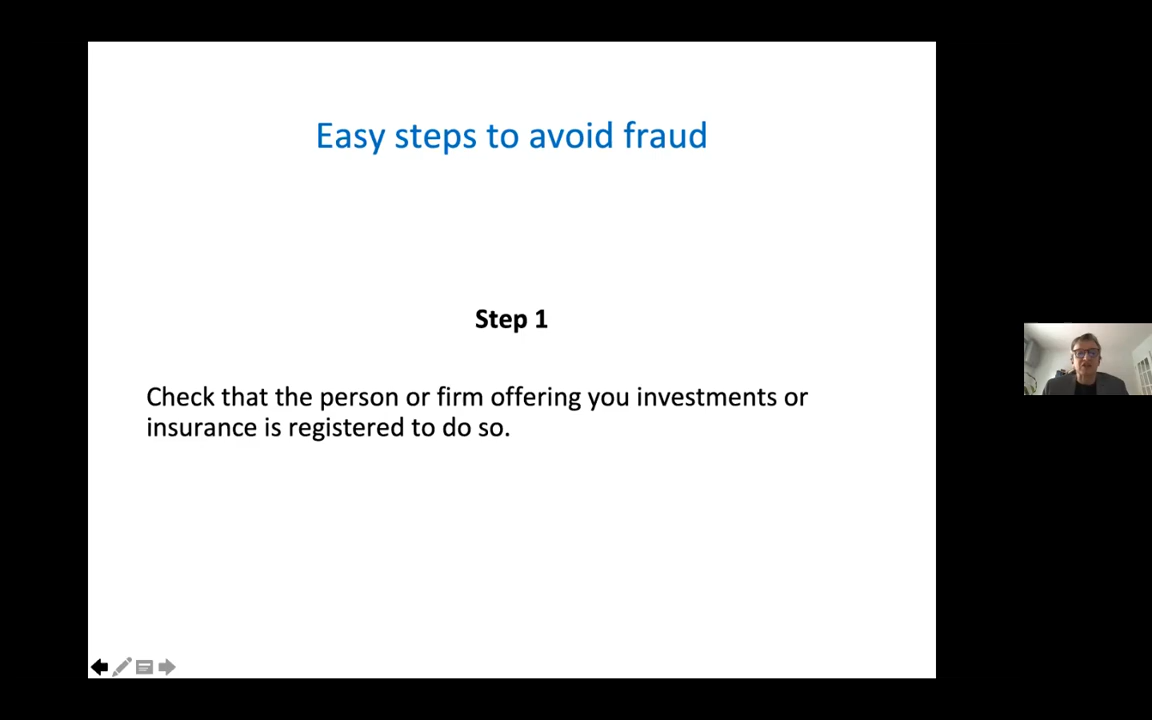 Easy steps to avoid fraud
Step 1
Check that the person or firm offering you investments or
insurance is registered to do so.